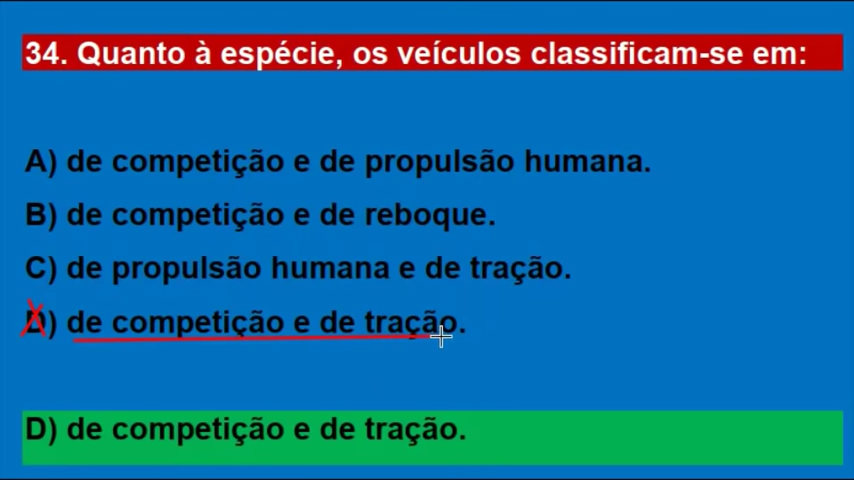 34. Quanto à espécie, os veículos classificam-se em:
A) de competição e de propulsão humana.
B) de competição e de reboque.
C) de propulsão humana e de tração.
D) de competição e de tração.
D) de competição e de tração.